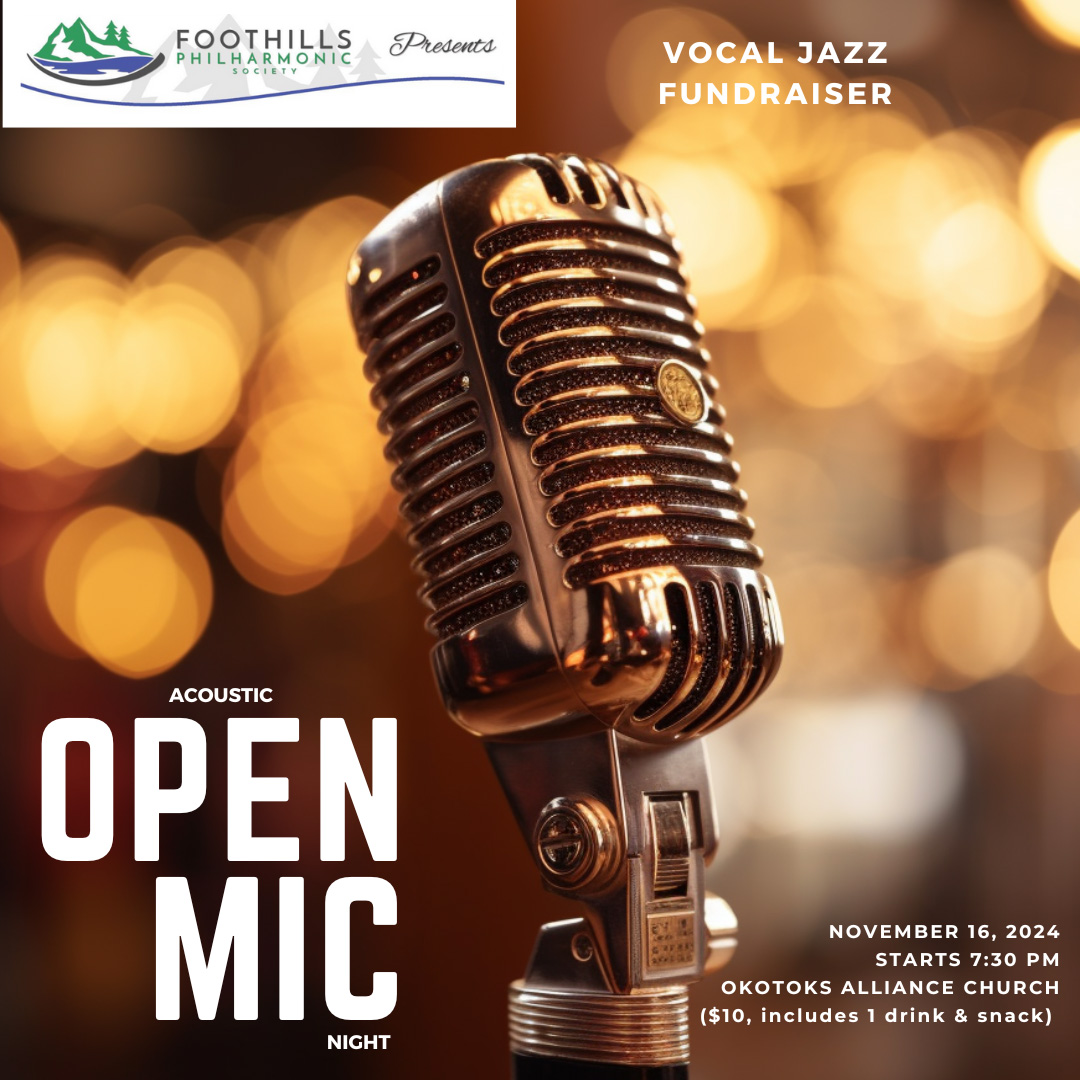 FOOTHILLS
PHILHARMONIC
SOCIETY
Presents
VOCAL JAZZ
FUNDRAISER
ACOUSTIC
OPEN
MIC
NIGHT
NOVEMBER 16, 2024
STARTS 7:30 PM
OKOTOKS ALLIANCE CHURCH
($10, includes 1 drink & snack)